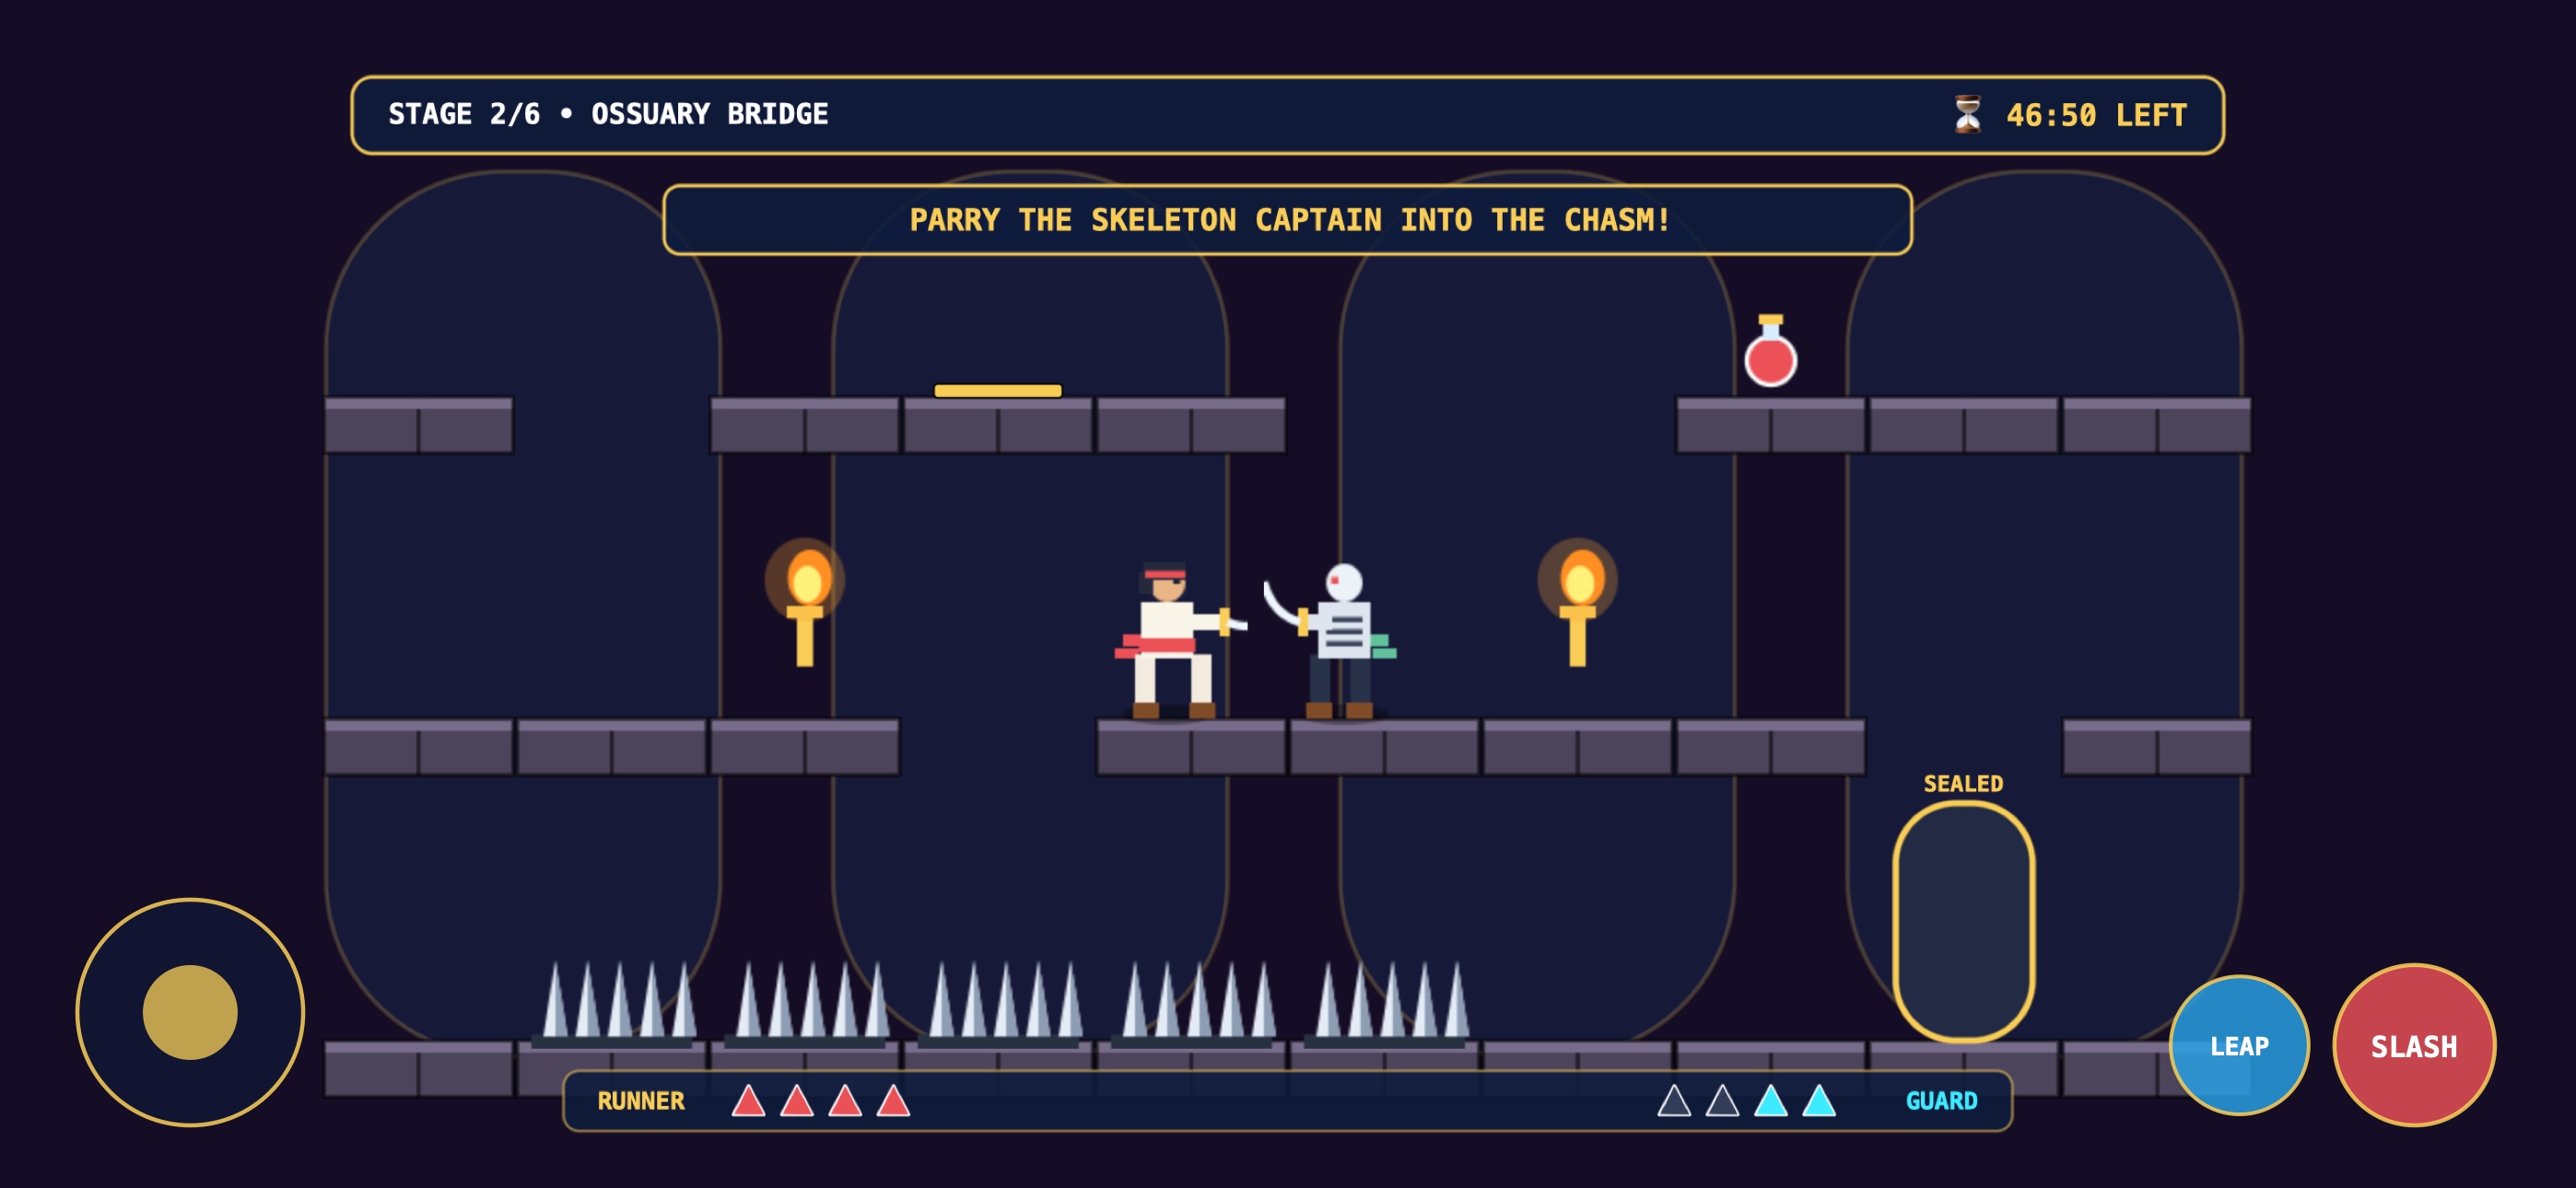 STAGE 2/6 • OSSUARY BRIDGE
⏳ 46:50 LEFT
PARRY THE SKELETON CAPTAIN INTO THE CHASM!
SEALED
LEAP
SLASH
RUNNER
GUARD